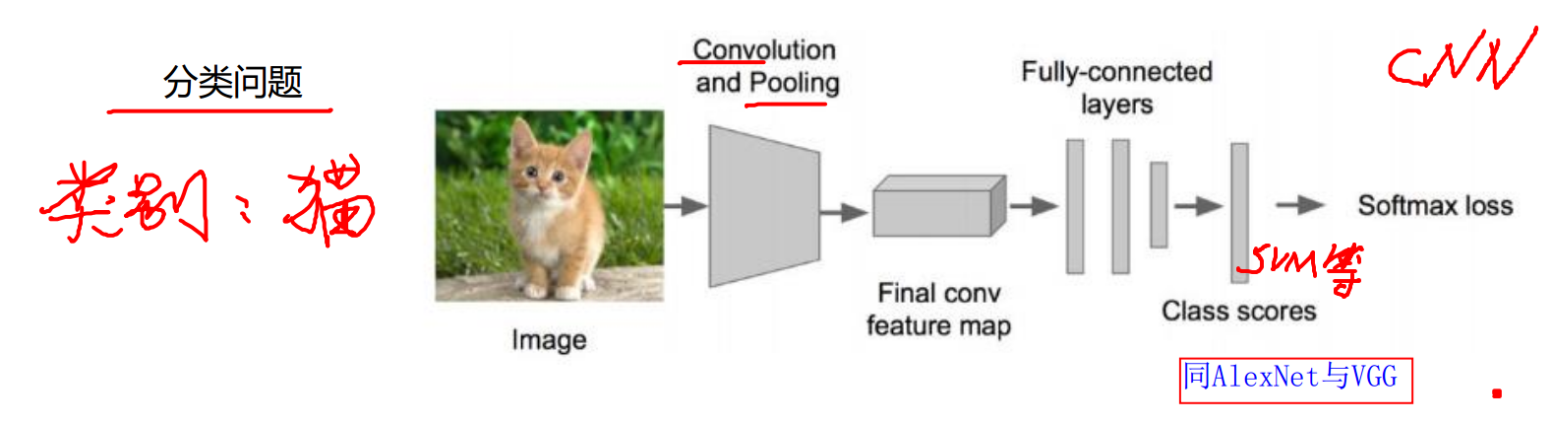 分类问题
类别：猫
Image
Convolution
and Pooling
Final conv
feature map
Fully-connected
layers
Class scores
SVM等
Softmax loss
CNN
同AlexNet与VGG